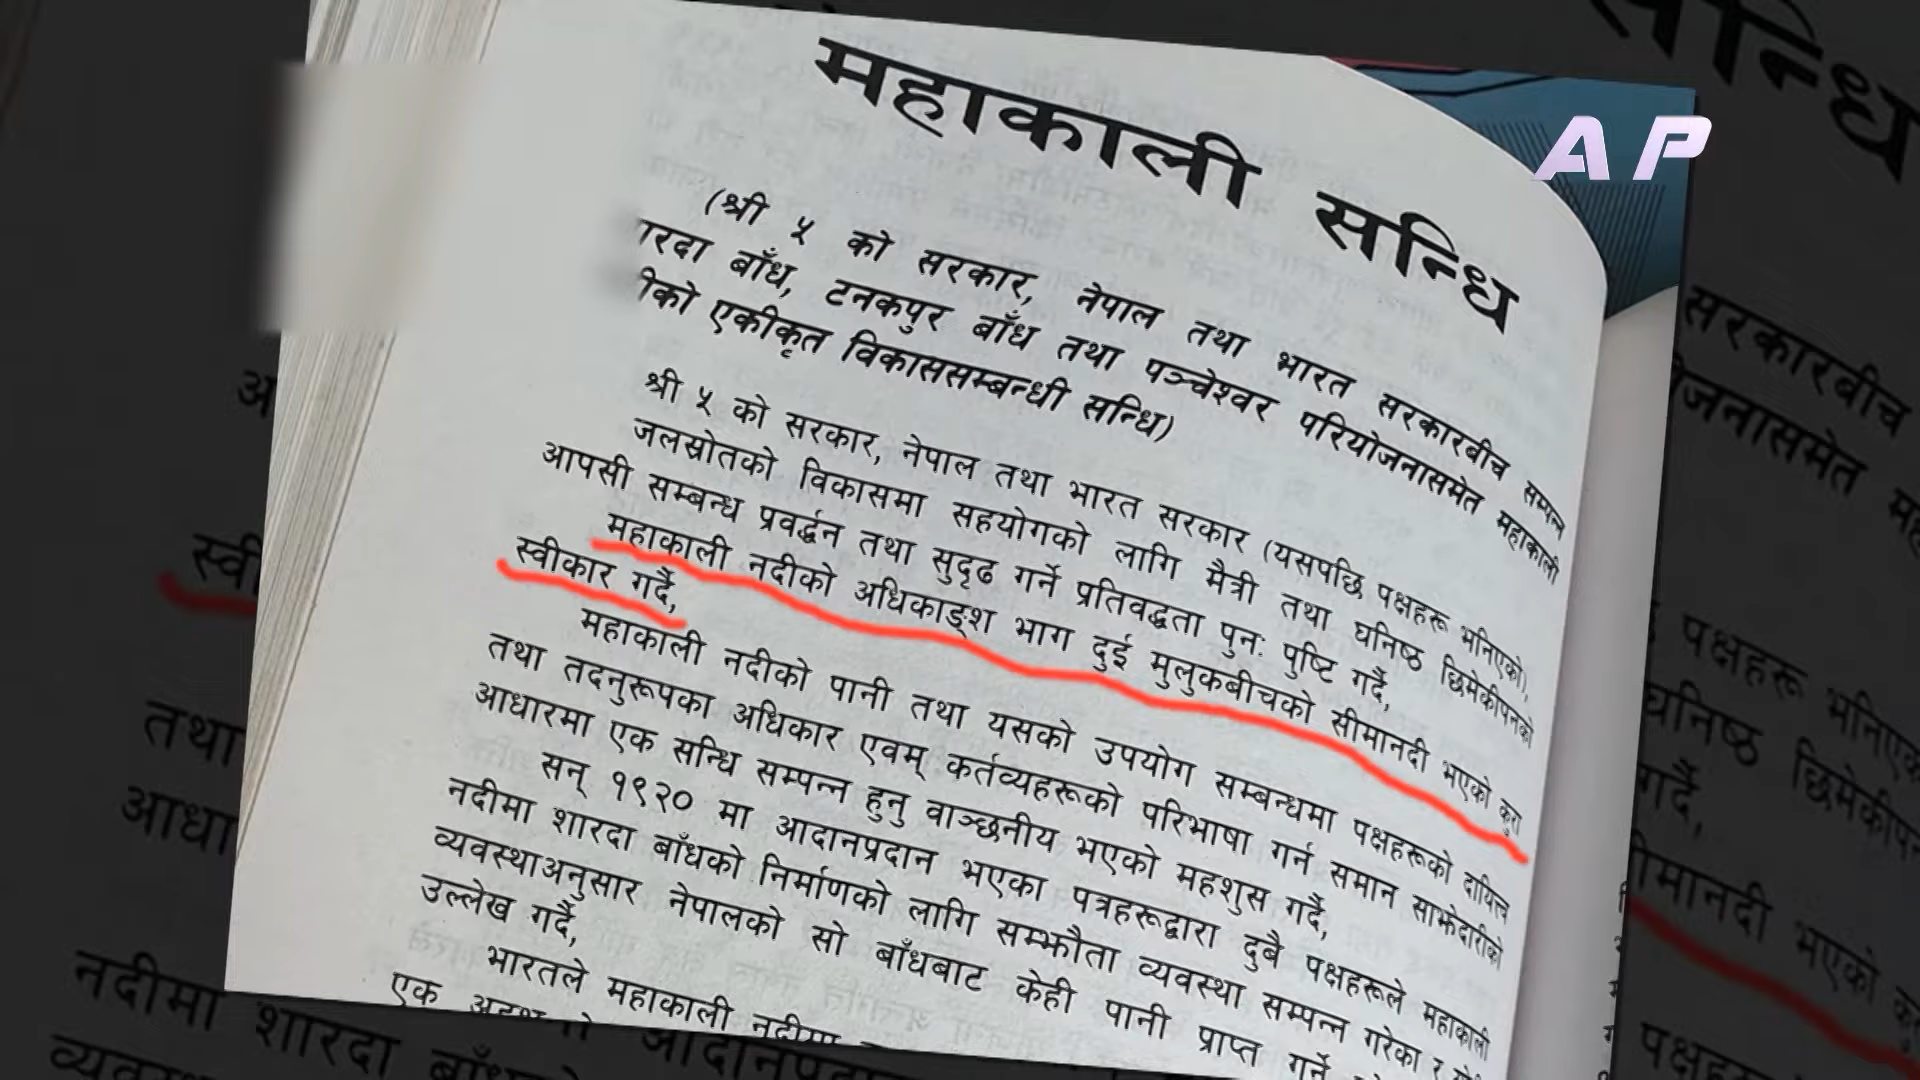 महाकाली सन्धि
AP
(श्री ५ को सरकार, नेपाल तथा भारत सरकारबीच सम्पन्न
ारदा बाँध, टनकपुर बाँध तथा पञ्चेश्वर परियोजनासमेत महाकाली
ीको एकीकृत विकाससम्बन्धी सन्धि)
श्री ५ को सरकार, नेपाल तथा भारत सरकार (यसपछि पक्षहरू भनिएको),
जलस्रोतको विकासमा सहयोगको लागि मैत्री तथा घनिष्ठ छिमेकीपनको
आपसी सम्बन्ध प्रवर्द्धन तथा सुदृढ गर्ने प्रतिवद्धता पुनः पुष्टि गर्दै,
महाकाली नदीको अधिकाङ्श भाग दुई मुलुकबीचको सीमानदी भएको कुरा
स्वीकार गर्दै,
महाकाली नदीको पानी तथा यसको उपयोग सम्बन्धमा पक्षहरूको दायित्व
तथा तदनुरूपका अधिकार एवम् कर्तव्यहरूको परिभाषा गर्न समान साझेदारीको
आधारमा एक सन्धि सम्पन्न हुनु वाञ्छनीय भएको महशुस गर्दै,
सन् १९२० मा आदानप्रदान भएका पत्रहरूद्वारा दुबै पक्षहरूले महाकाली
नदीमा शारदा बाँधको निर्माणको लागि सम्झौता व्यवस्था सम्पन्न गरेका र
व्यवस्थाअनुसार नेपालको सो बाँधबाट केही पानी प्राप्त गर्ने
उल्लेख गर्दै,
भारतले महाकाली नदीमा
एक